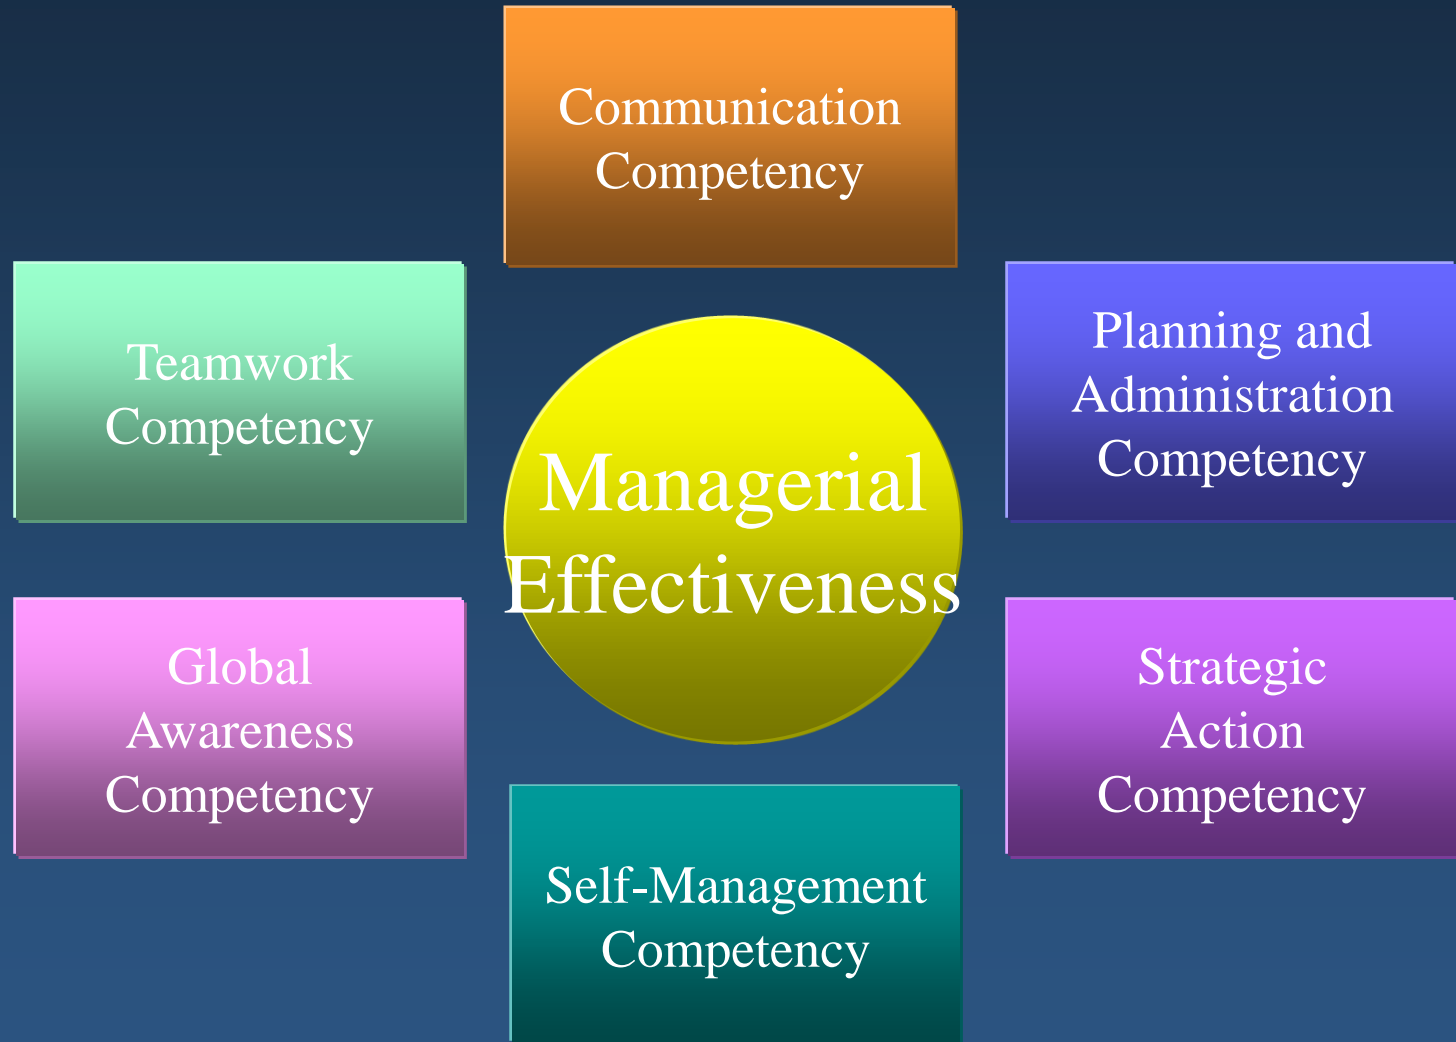 Communication
Competency
Teamwork
Competency
Planning and
Administration
Competency
Managerial
Effectiveness
Global
Awareness
Competency
Strategic
Action
Competency
Self-Management
Competency